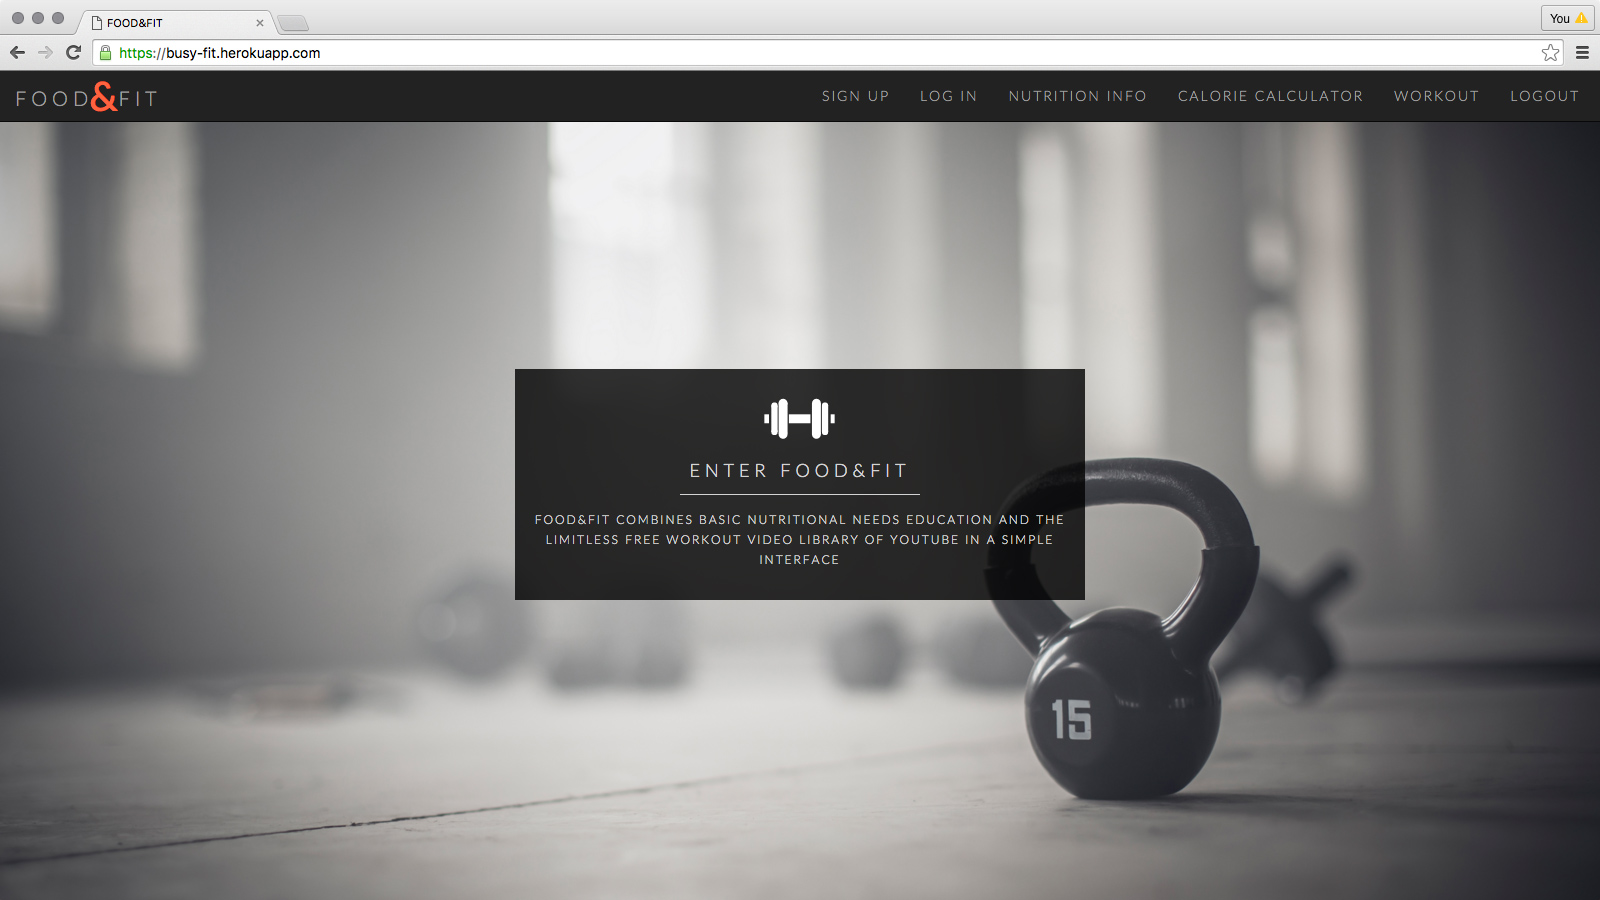 FOOD&FIT
You
https://busy-fit.herokuapp.com
FOOD&FIT
SIGN UP
LOG IN
NUTRITION INFO
CALORIE CALCULATOR
WORKOUT
LOGOUT
ENTER FOOD&FIT
FOOD&FIT COMBINES BASIC NUTRITIONAL NEEDS EDUCATION AND THE
LIMITLESS FREE WORKOUT VIDEO LIBRARY OF YOUTUBE IN A SIMPLE
INTERFACE
15